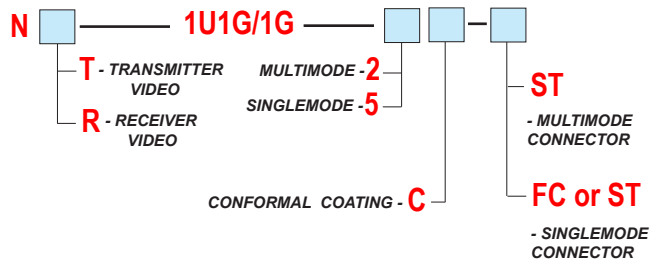 N 1U1G/1G -
T - TRANSMITTER
VIDEO
R - RECEIVER
VIDEO
MULTIMODE - 2
SINGLEMODE - 5
CONFORMAL COATING - C
ST
- MULTIMODE
CONNECTOR
FC or ST
- SINGLEMODE
CONNECTOR